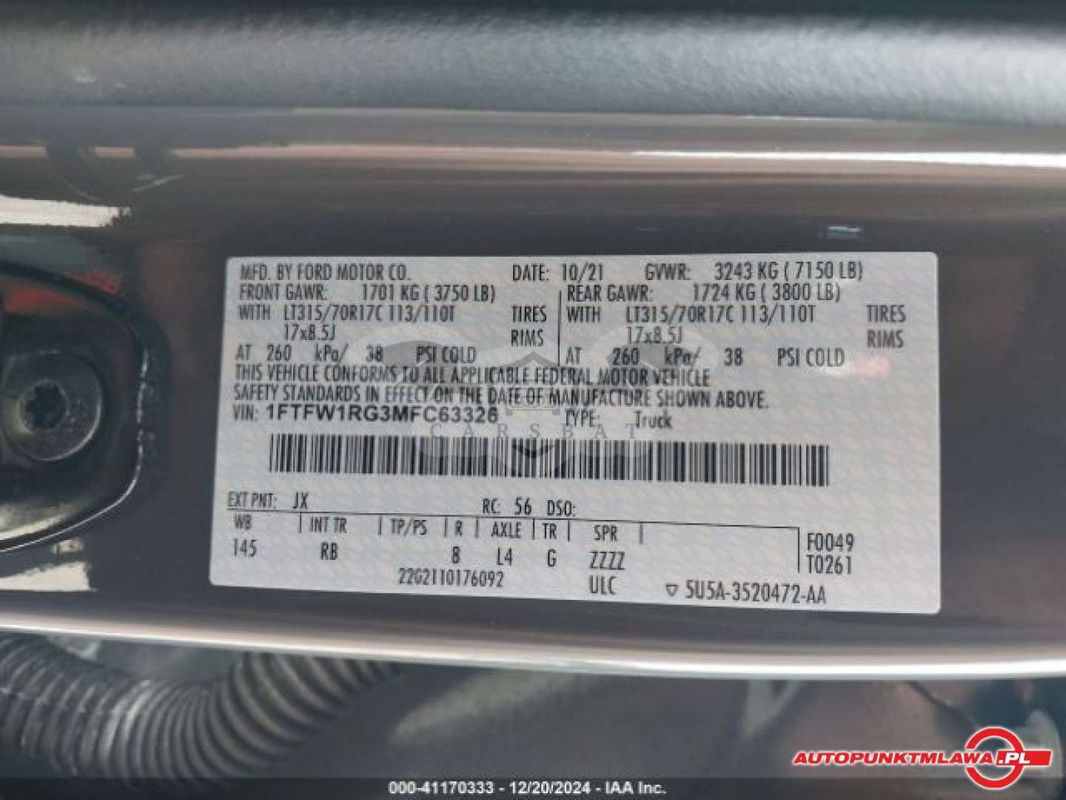 MFD. BY FORD MOTOR CO. DATE: 10/21 GVWR: 3243 KG ( 7150 LB)
FRONT GAWR: 1701 KG ( 3750 LB) REAR GAWR: 1724 KG ( 3800 LB)
WITH LT315/70R17C 113/110T TIRES WITH LT315/70R17C 113/110T TIRES
17x8.5J RIMS 17x8.5J RIMS
AT 260 kPa/ 38 PSI COLD AT 260 kPa/ 38 PSI COLD
THIS VEHICLE CONFORMS TO ALL APPLICABLE FEDERAL MOTOR VEHICLE
SAFETY STANDARDS IN EFFECT ON THE DATE OF MANUFACTURE SHOWN ABOVE.
VIN: 1FTFW1RG3MFC63326 TYPE: Truck
CARSBAT
EXT PNT: JX RC: 56 DSO:
WB INT TR TP/PS R AXLE TR SPR F0049
145 RB 8 L4 G ZZZZ T0261
22G2110176092 ULC ▽ 5U5A-3520472-AA
AUTOPUNKTMLAWA.PL
000-41170333 - 12/20/2024 - IAA Inc.